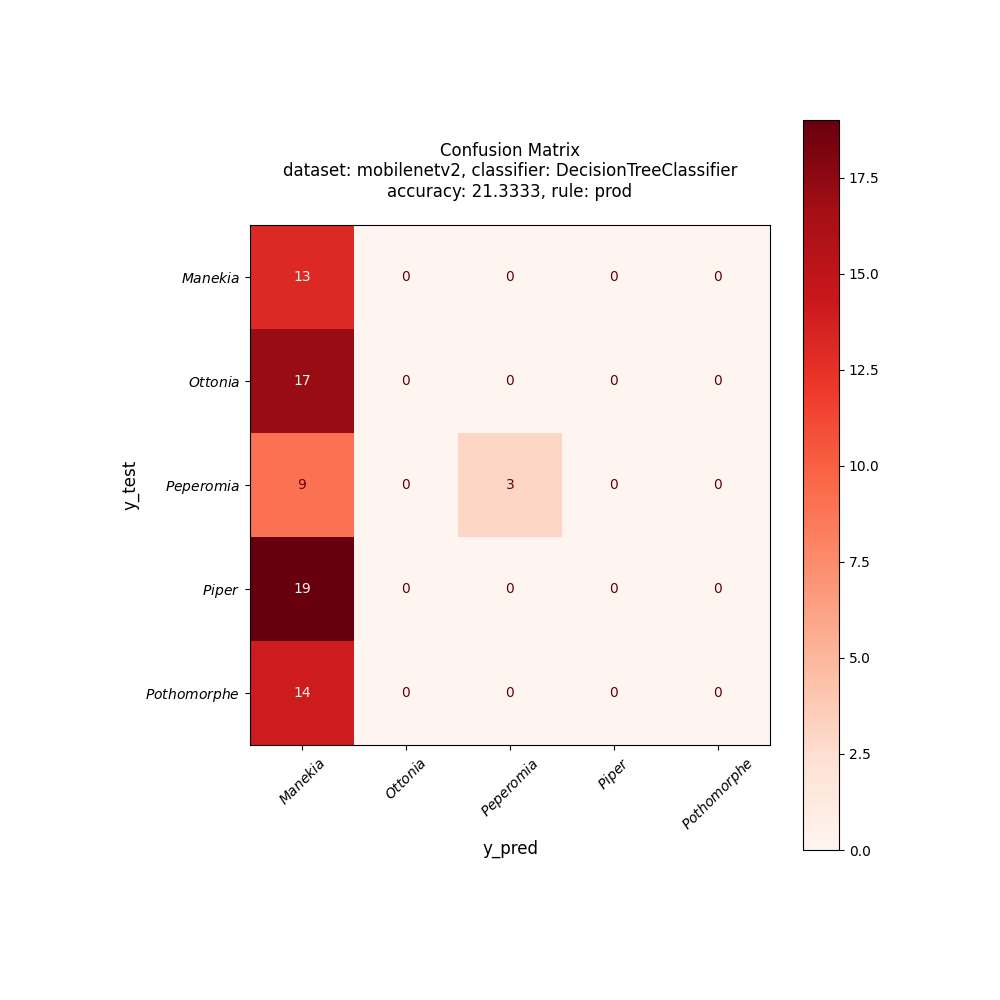 Confusion Matrix
dataset: mobilenetv2, classifier: DecisionTreeClassifier
accuracy: 21.3333, rule: prod
y_test
Manekia 13 0 0 0 0
Ottonia 17 0 0 0 0
Peperomia 9 0 3 0 0
Piper 19 0 0 0 0
Pothomorphe 14 0 0 0 0
Manekia Ottonia Peperomia Piper Pothomorphe
y_pred
17.5
15.0
12.5
10.0
7.5
5.0
2.5
0.0